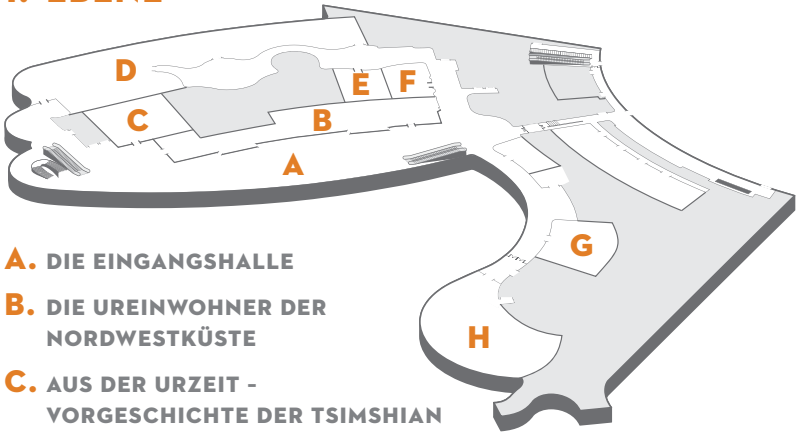 1. EBENE
D
E
F
C
B
A
G
H
A. DIE EINGANGSHALLE
B. DIE UREINWOHNER DER
NORDWESTKÜSTE
C. AUS DER URZEIT -
VORGESCHICHTE DER TSIMSHIAN